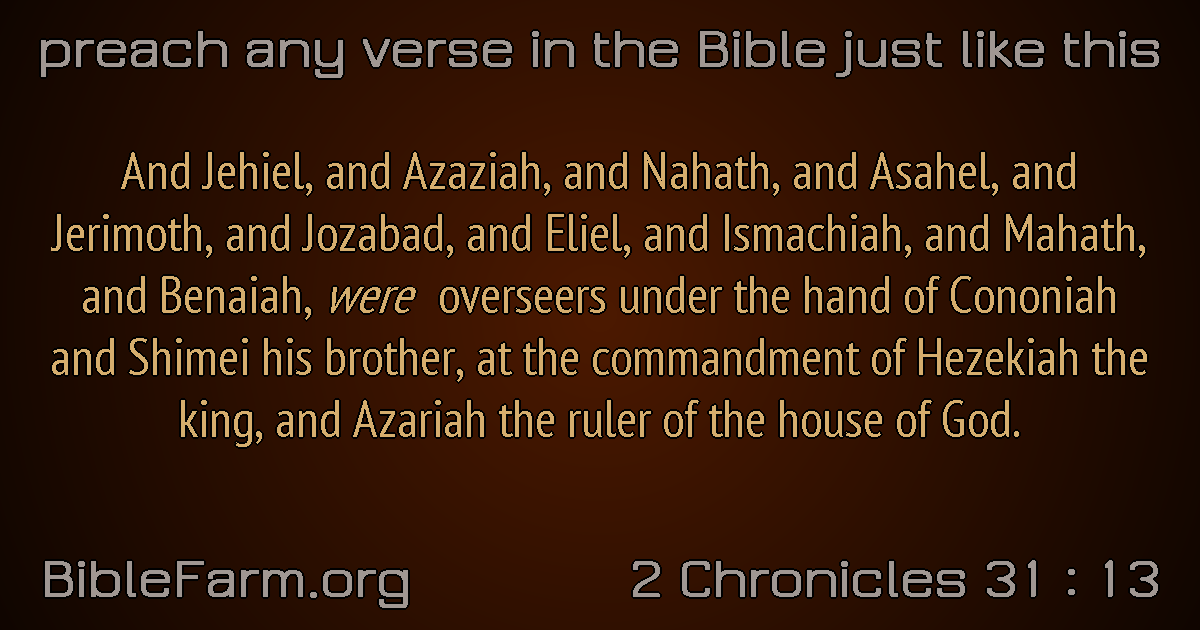 preach any verse in the Bible just like this
And Jehiel, and Azaziah, and Nahath, and Asahel, and
Jerimoth, and Jozabad, and Eliel, and Ismachiah, and Mahath,
and Benaiah, were overseers under the hand of Cononiah
and Shimei his brother, at the commandment of Hezekiah the
king, and Azariah the ruler of the house of God.
BibleFarm.org
2 Chronicles 31 : 13